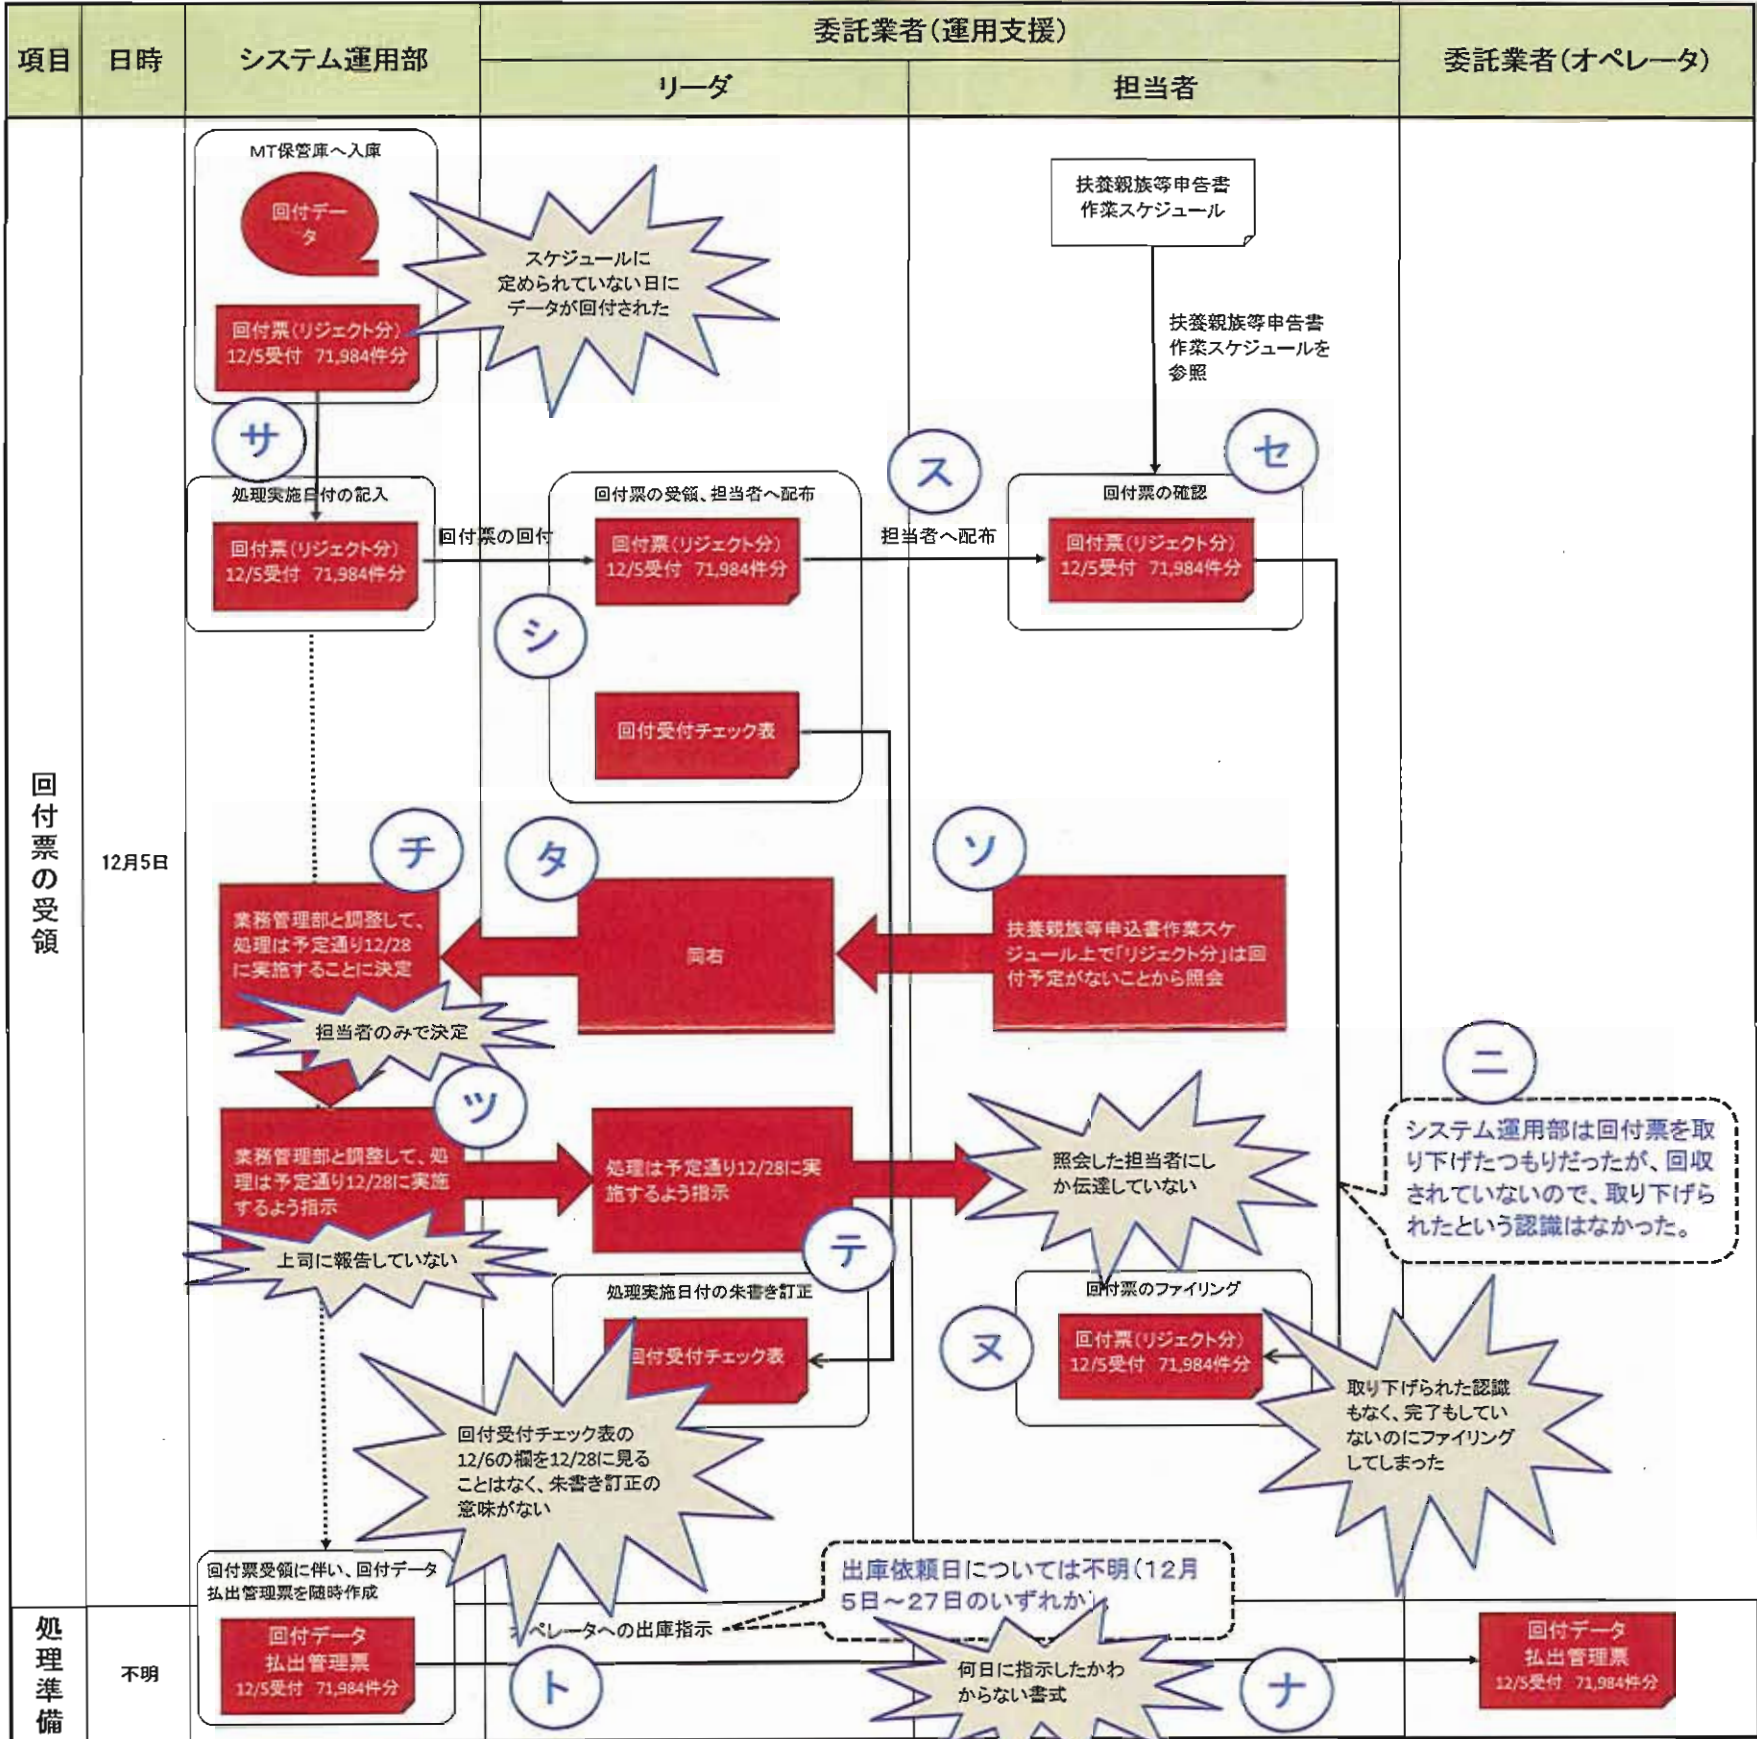 項目
日時
システム運用部
委託業者(運用支援)
リーダ
担当者
委託業者(オペレータ)
回付票の受領
12月5日
MT保管庫へ入庫
回付デー
タ
回付票(リジェクト分)
12/5受付 71,984件分
スケジュールに
定められていない日に
データが回付された
扶養親族等申告書
作業スケジュール
扶養親族等申告書
作業スケジュールを
参照
サ
処理実施日付の記入
回付票(リジェクト分)
12/5受付 71,984件分
回付票の回付
シ
回付票の受領、担当者へ配布
回付票(リジェクト分)
12/5受付 71,984件分
回付受付チェック表
ス
担当者へ配布
セ
回付票の確認
回付票(リジェクト分)
12/5受付 71,984件分
ソ
扶養親族等申込書作業スケ
ジュール上で「リジェクト分」は回
付予定がないことから照会
タ
同右
チ
業務管理部と調整して、
処理は予定通り12/28
に実施することに決定
担当者のみで決定
ツ
業務管理部と調整して、処
理は予定通り12/28に実施
するよう指示
上司に報告していない
処理は予定通り12/28に実
施するよう指示
テ
照会した担当者にし
か伝達していない
ニ
システム運用部は回付票を取
り下げたつもりだったが、回収
されていないので、取り下げら
れたという認識はなかった。
処理実施日付の朱書き訂正
回付受付チェック表
回付受付チェック表の
12/6の欄を12/28に見る
ことはなく、朱書き訂正の
意味がない
ヌ
回付票のファイリング
回付票(リジェクト分)
12/5受付 71,984件分
取り下げられた認識
もなく、完了もしてい
ないのにファイリング
してしまった
処理準備
不明
回付票受領に伴い、回付データ
払出管理票を随時作成
回付データ
払出管理票
12/5受付 71,984件分
ト
オペレータへの出庫指示
出庫依頼日については不明(12月
5日～27日のいずれか)
何日に指示したかわ
からない書式
ナ
回付データ
払出管理票
12/5受付 71,984件分